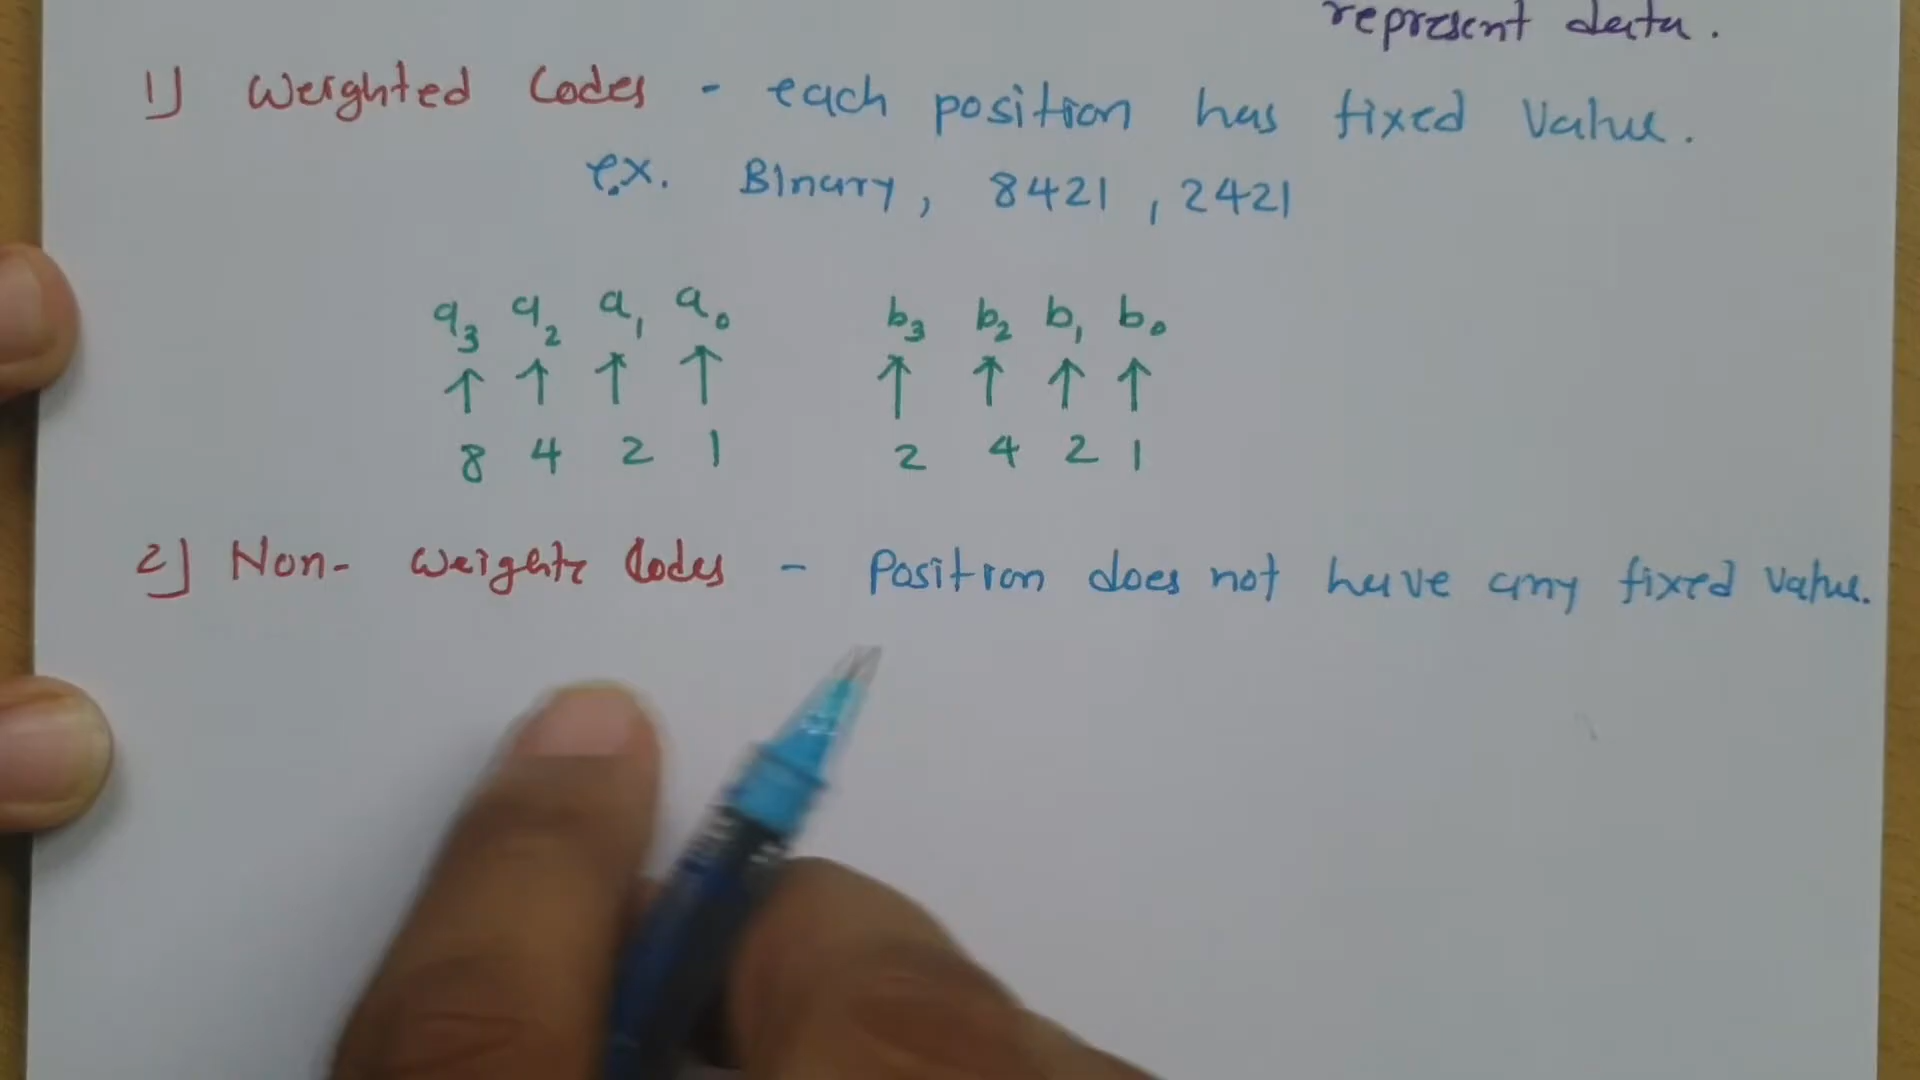 represent data.
1) Weighted Codes - each position has fixed value.
ex. Binary, 8421, 2421
a3 a2 a1 a0 b3 b2 b1 b0
↑ ↑ ↑ ↑ ↑ ↑ ↑ ↑
8 4 2 1 2 4 2 1
2) Non- Weighte Codes - Position does not have any fixed value.